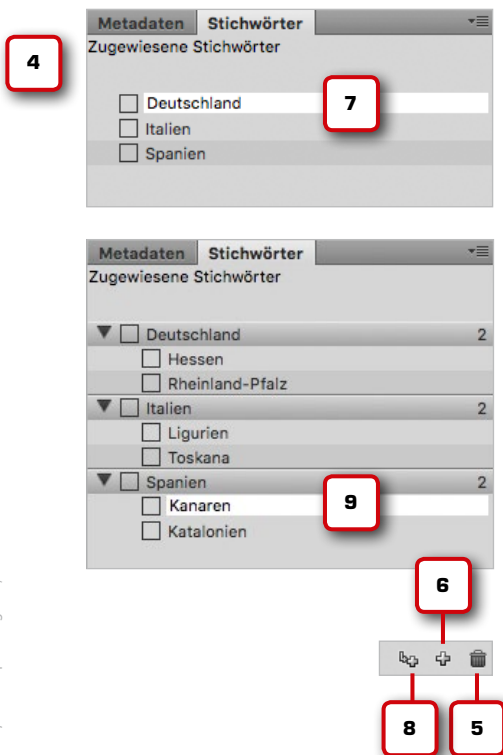 Metadaten Stichwörter
4
Zugewiesene Stichwörter
Deutschland 7
Italien
Spanien
Metadaten Stichwörter
Zugewiesene Stichwörter
Deutschland 2
Hessen
Rheinland-Pfalz
Italien 2
Ligurien
Toskana
Spanien 2
Kanaren 9
Katalonien
6
8 5